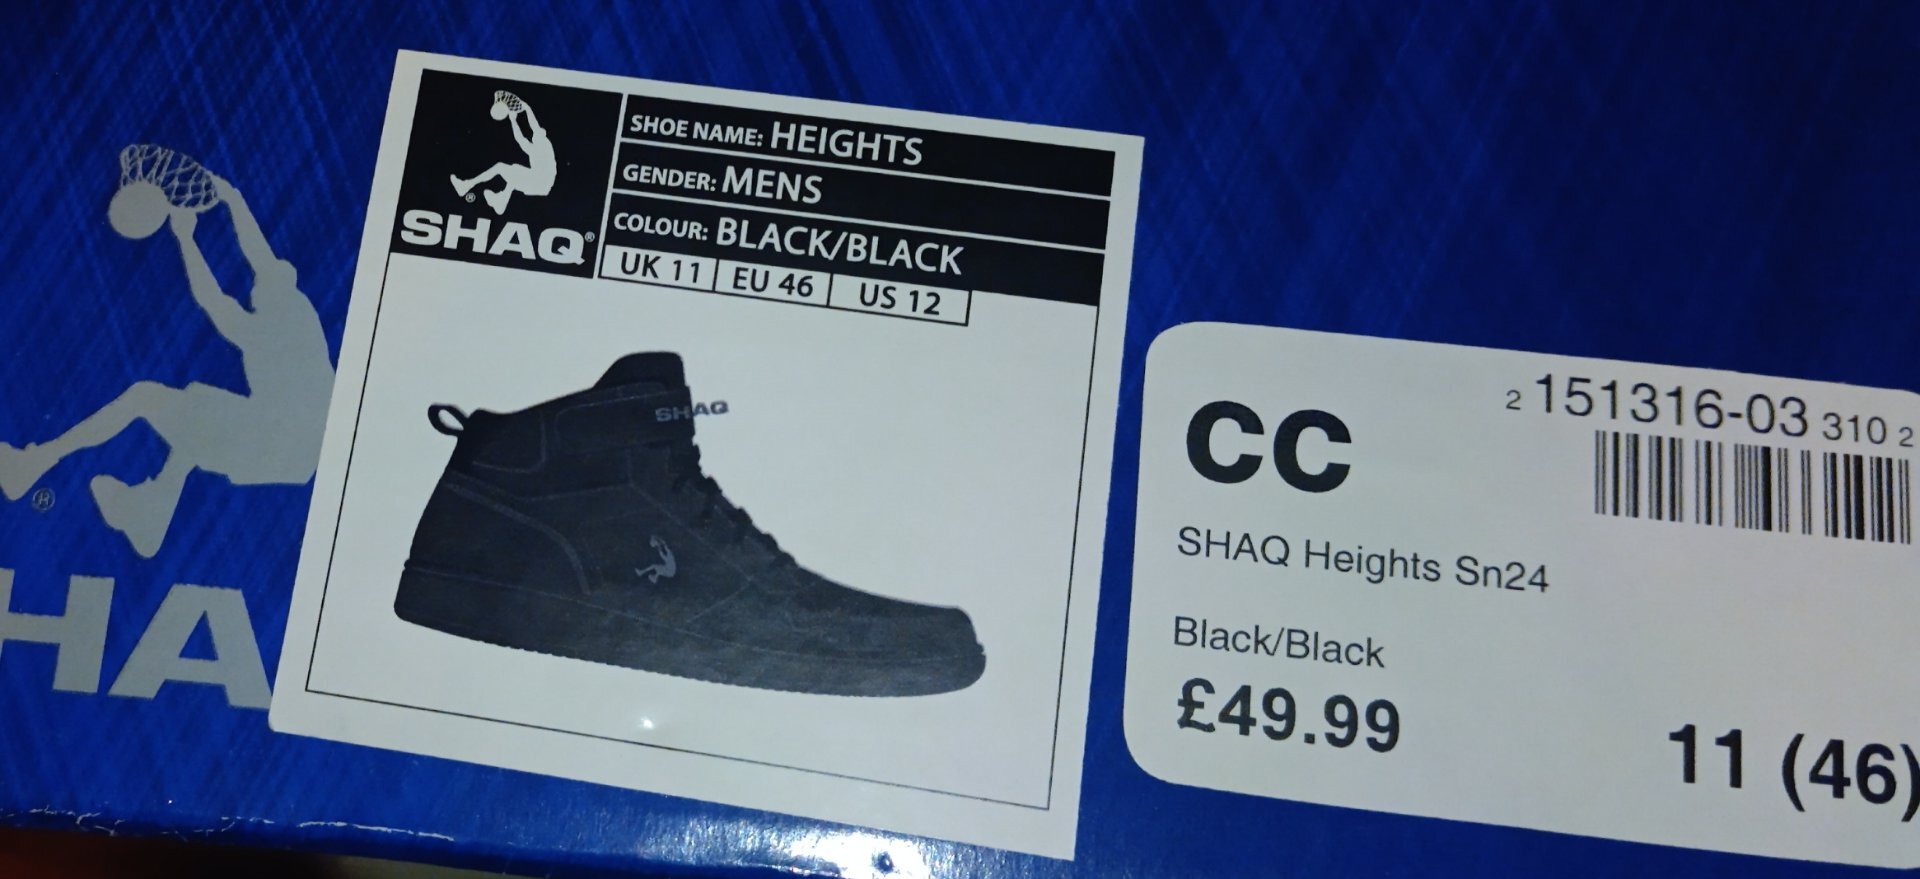 SHOE NAME: HEIGHTS
GENDER: MENS
COLOUR: BLACK/BLACK
UK 11 EU 46 US 12
®
SHAQ®
SHAQ
®
HA
CC
2 151316-03 310 2
SHAQ Heights Sn24
Black/Black
£49.99
11 (46)